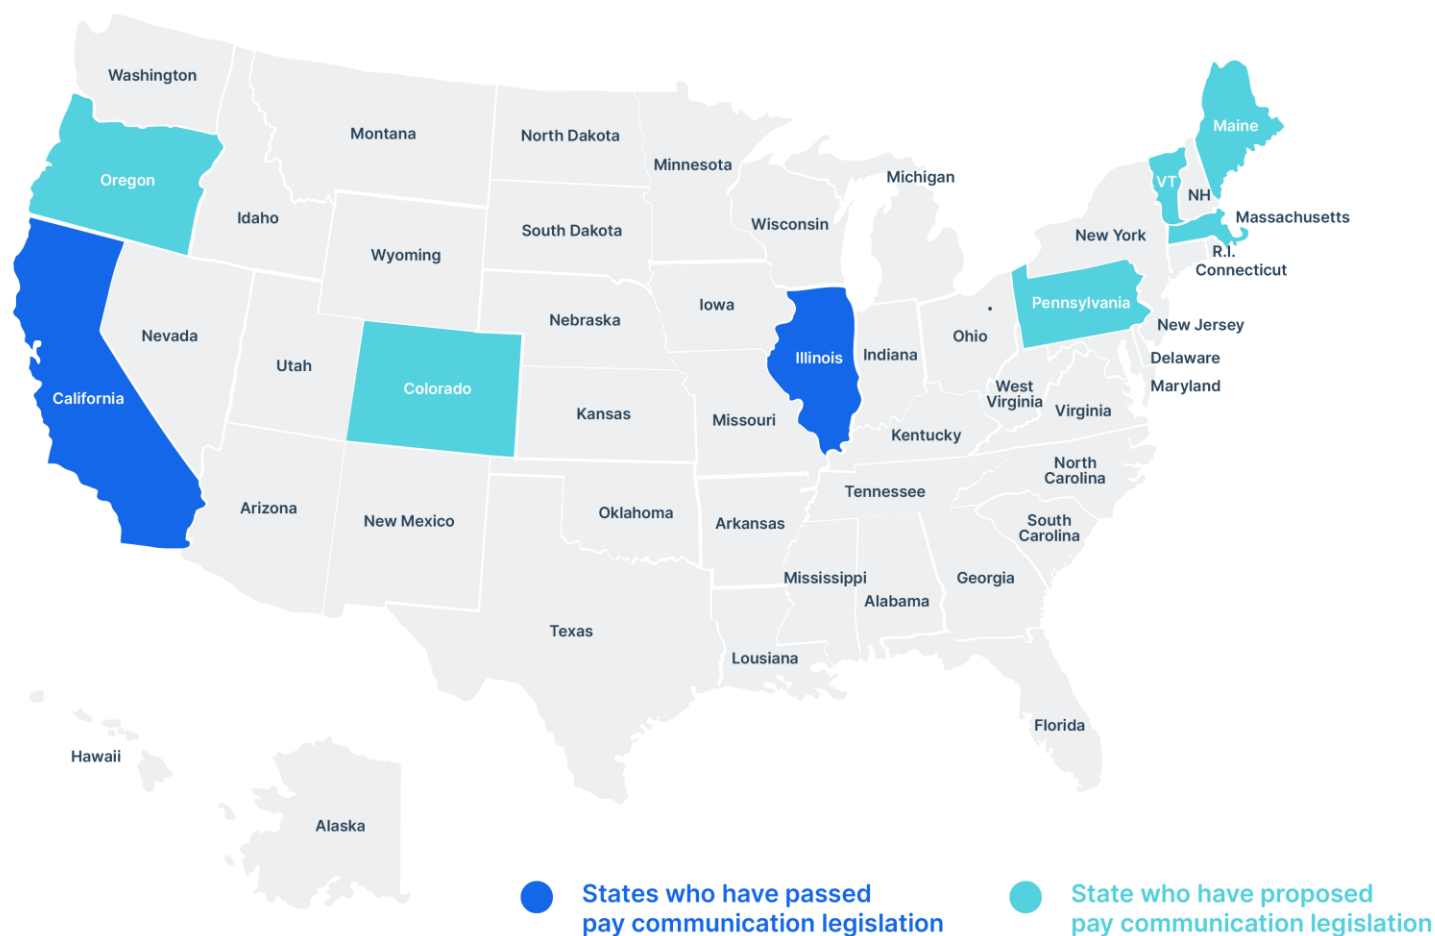 Washington
Montana
North Dakota
Minnesota
Michigan
Maine
Oregon
Idaho
Wyoming
South Dakota
Wisconsin
New York
VT
NH
Massachusetts
R.I.
Connecticut
Nevada
Utah
Colorado
Nebraska
Iowa
Illinois
Indiana
Ohio
Pennsylvania
New Jersey
Delaware
Maryland
California
Kansas
Missouri
Kentucky
West
Virginia
Virginia
Arizona
New Mexico
Oklahoma
Arkansas
Tennessee
North
Carolina
South
Carolina
Texas
Lousiana
Mississippi
Alabama
Georgia
Florida
Hawaii
Alaska
States who have passed
pay communication legislation
State who have proposed
pay communication legislation